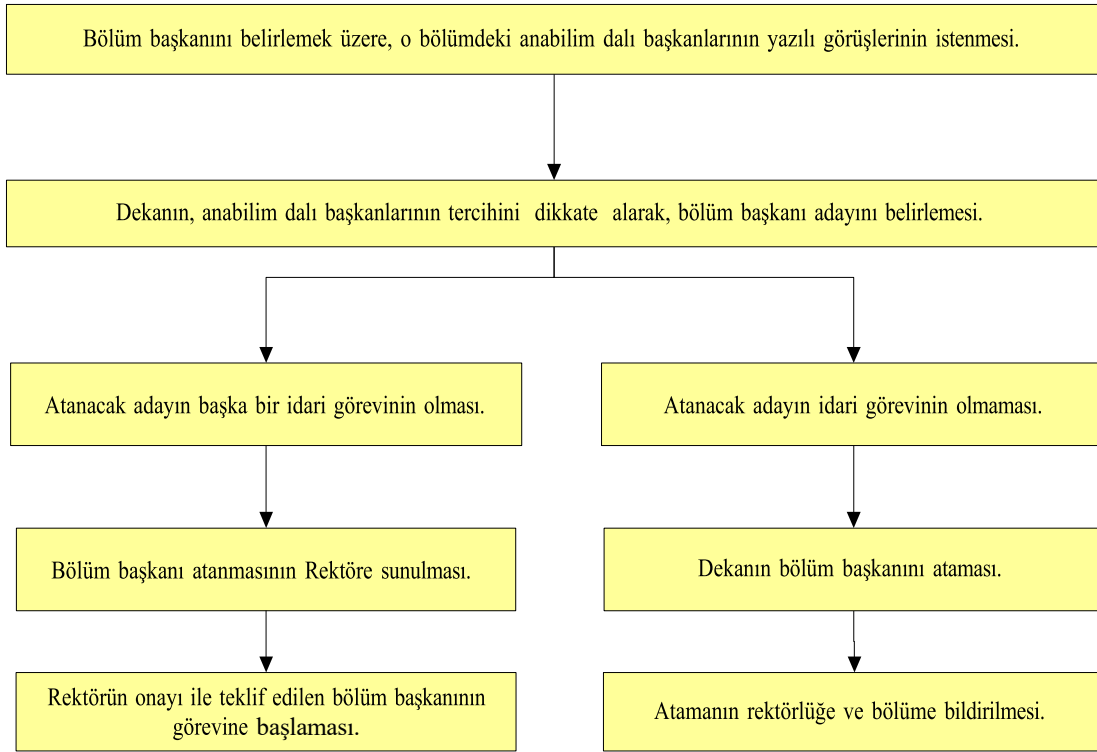 Bölüm başkanını belirlemek üzere, o bölümdeki anabilim dalı başkanlarının yazılı görüşlerinin istenmesi.
Dekanın, anabilim dalı başkanlarının tercihini dikkate alarak, bölüm başkanı adayını belirlemesi.
Atanacak adayın başka bir idari görevinin olması.
Atanacak adayın idari görevinin olmaması.
Bölüm başkanı atanmasının Rektöre sunulması.
Dekanın bölüm başkanını ataması.
Rektörün onayı ile teklif edilen bölüm başkanının
görevine başlaması.
Atamanın rektörlüğe ve bölüme bildirilmesi.